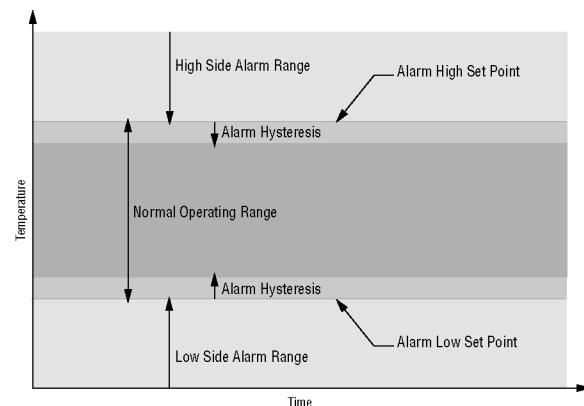 High Side Alarm Range
Alarm High Set Point
Alarm Hysteresis
Normal Operating Range
Alarm Hysteresis
Alarm Low Set Point
Low Side Alarm Range
Temperature
Time